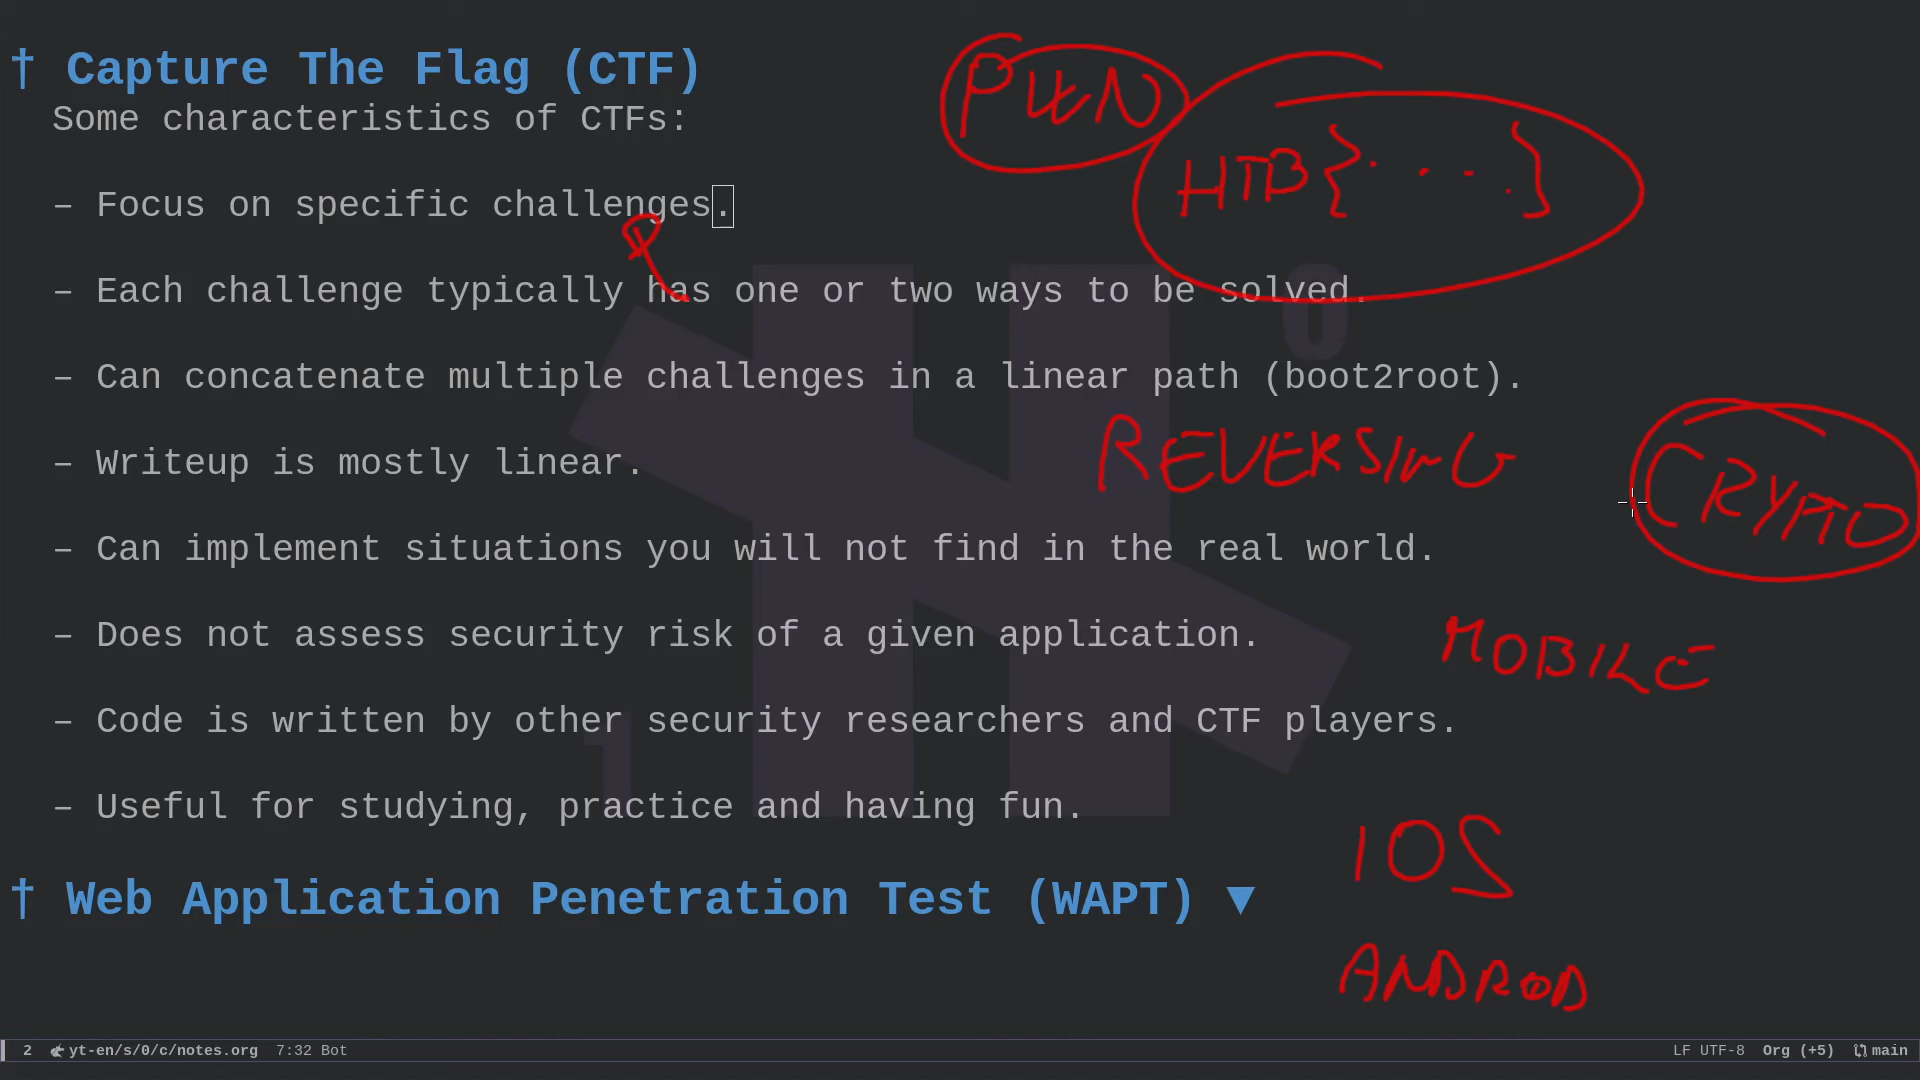 † Capture The Flag (CTF)
PWN
Some characteristics of CTFs:
HTB{. . . .}
– Focus on specific challenges.
– Each challenge typically has one or two ways to be solved.
– Can concatenate multiple challenges in a linear path (boot2root).
– Writeup is mostly linear.
REVERSING
CRYPTO
– Can implement situations you will not find in the real world.
– Does not assess security risk of a given application.
MOBILE
– Code is written by other security researchers and CTF players.
– Useful for studying, practice and having fun.
IOS
† Web Application Penetration Test (WAPT) ▼
ANDROD
2 yt-en/s/0/c/notes.org 7:32 Bot LF UTF-8 Org (+5) main